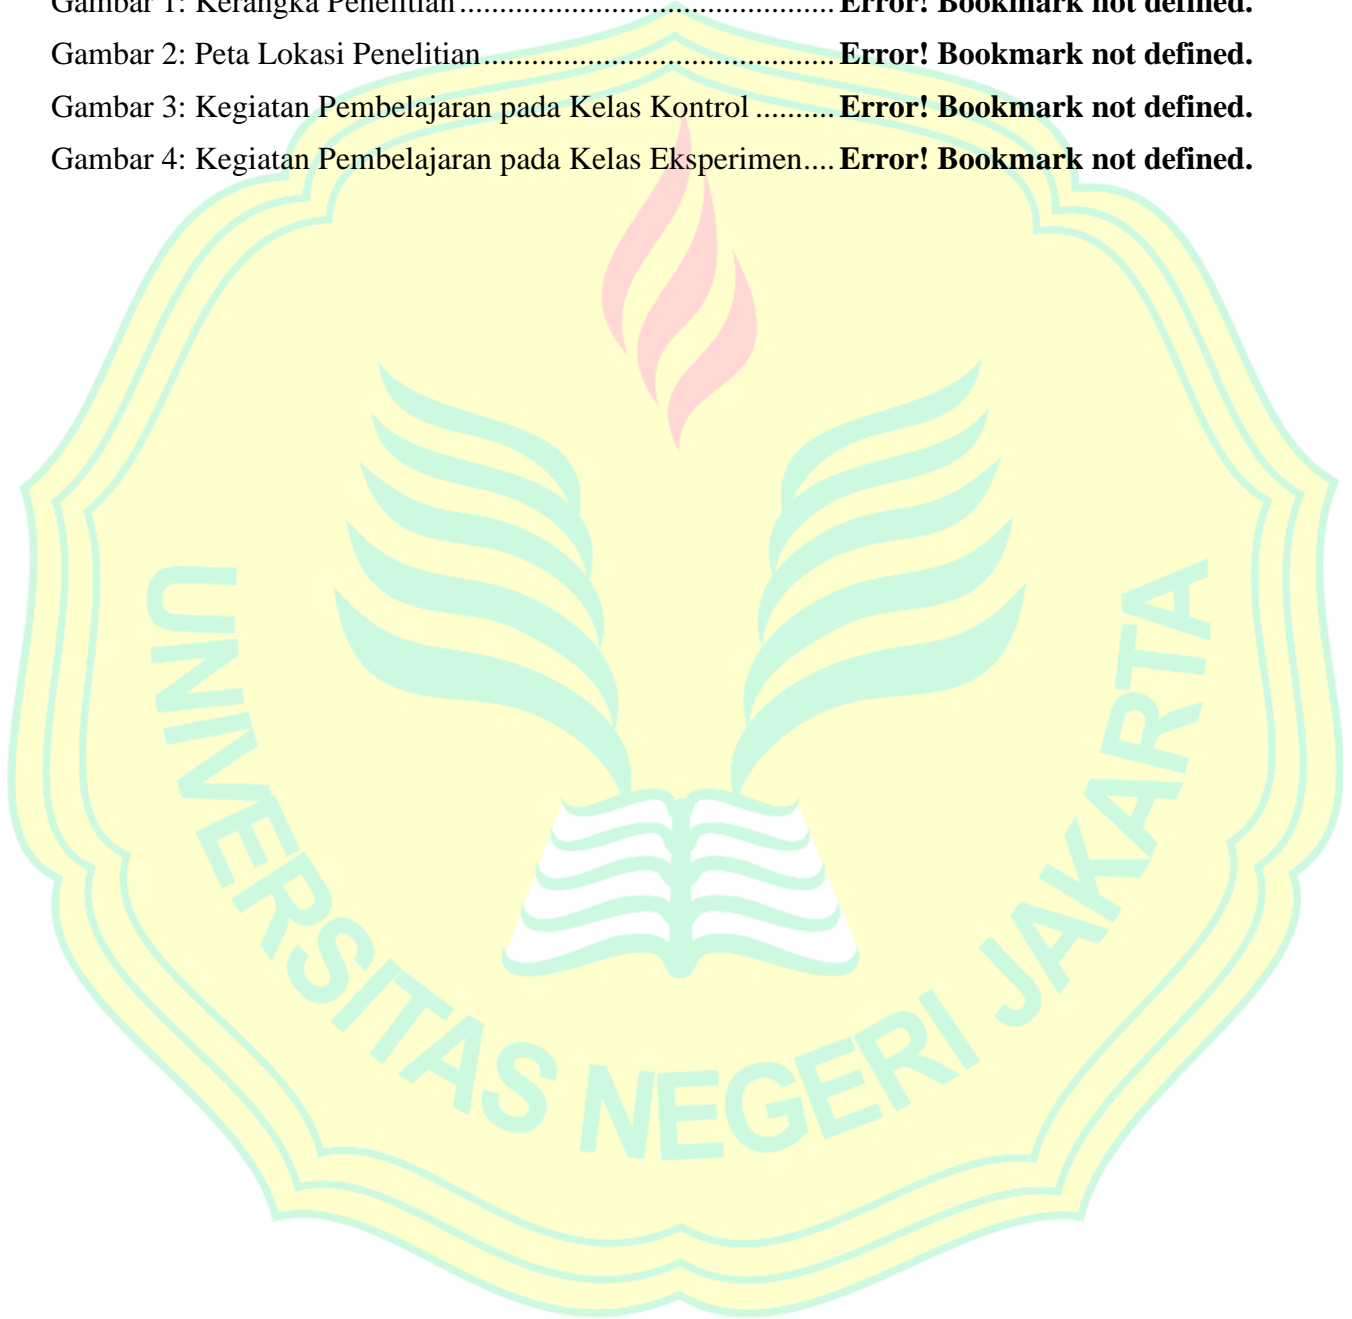 Gambar 1: Kerangka Penelitian............................................... Error! Bookmark not defined.
Gambar 2: Peta Lokasi Penelitian............................................ Error! Bookmark not defined.
Gambar 3: Kegiatan Pembelajaran pada Kelas Kontrol .......... Error! Bookmark not defined.
Gambar 4: Kegiatan Pembelajaran pada Kelas Eksperimen.... Error! Bookmark not defined.
UNIVERSITAS NEGERI JAKARTA